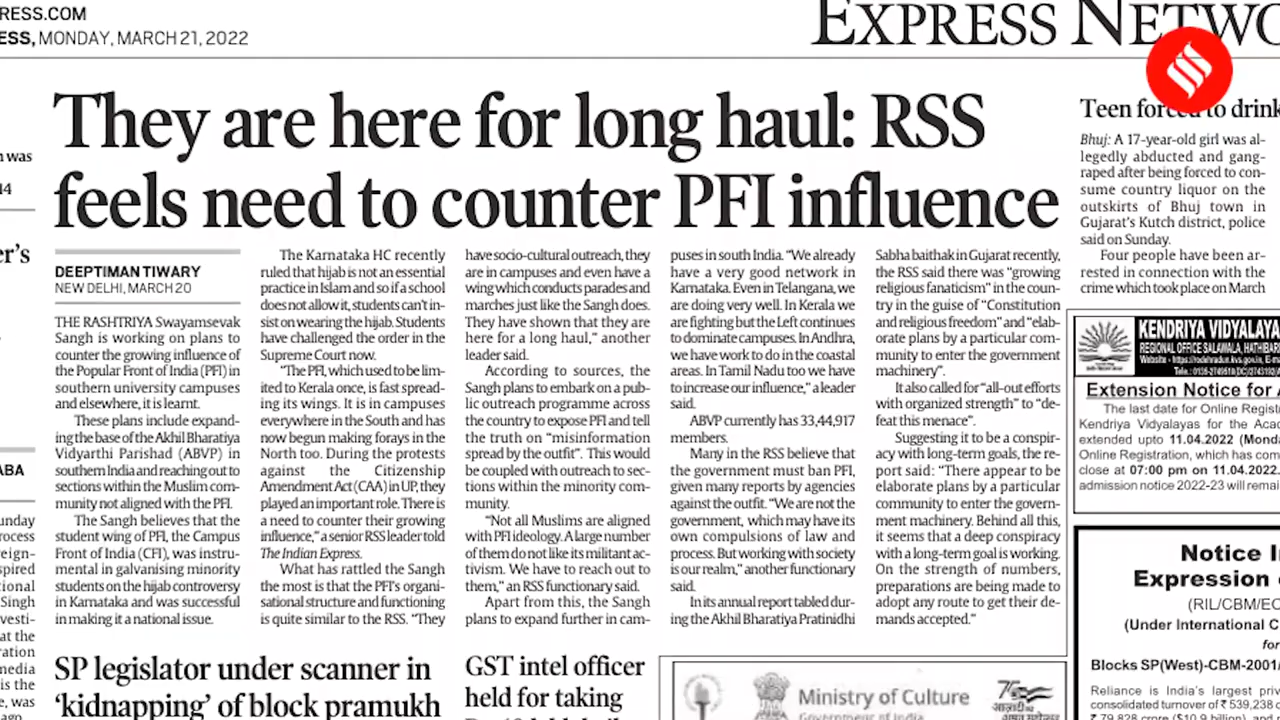 RESS.COM
ESS, MONDAY, MARCH 21, 2022
EXPRESS NETWO
They are here for long haul: RSS
feels need to counter PFI influence
DEEPTIMAN TIWARY
NEW DELHI, MARCH 20
THE RASHTRIYA Swayamsevak
Sangh is working on plans to
counter the growing influence of
the Popular Front of India (PFI) in
southern university campuses
and elsewhere, it is learnt.
These plans include expand-
ing the base of the Akhil Bharatiya
Vidyarthi Parishad (ABVP) in
southern India and reaching out to
sections within the Muslim com-
munity not aligned with the PFI.
The Sangh believes that the
student wing of PFI, the Campus
Front of India (CFI), was instru-
mental in galvanising minority
students on the hijab controversy
in Karnataka and was successful
in making it a national issue.
The Karnataka HC recently
ruled that hijab is not an essential
practice in Islam and so if a school
does not allow it, students can't in-
sist on wearing the hijab. Students
have challenged the order in the
Supreme Court now.
"The PFI, which used to be lim-
ited to Kerala once, is fast spread-
ing its wings. It is in campuses
everywhere in the South and has
now begun making forays in the
North too. During the protests
against the Citizenship
Amendment Act (CAA) in UP, they
played an important role. There is
a need to counter their growing
influence," a senior RSS leader told
The Indian Express.
What has rattled the Sangh
the most is that the PFI's organi-
sational structure and functioning
is quite similar to the RSS. "They
have socio-cultural outreach, they
are in campuses and even have a
wing which conducts parades and
marches just like the Sangh does.
They have shown that they are
here for a long haul," another
leader said.
According to sources, the
Sangh plans to embark on a pub-
lic outreach programme across
the country to expose PFI and tell
the truth on "misinformation
spread by the outfit". This would
be coupled with outreach to sec-
tions within the minority com-
munity.
"Not all Muslims are aligned
with PFI ideology. A large number
of them do not like its militant ac-
tivism. We have to reach out to
them," an RSS functionary said.
Apart from this, the Sangh
plans to expand further in cam-
puses in south India. "We already
have a very good network in
Karnataka. Even in Telangana, we
are doing very well. In Kerala we
are fighting but the Left continues
to dominate campuses. In Andhra,
we have work to do in the coastal
areas. In Tamil Nadu too we have
to increase our influence," a leader
said.
ABVP currently has 33,44,917
members.
Many in the RSS believe that
the government must ban PFI,
given many reports by agencies
against the outfit. "We are not the
government, which may have its
own compulsions of law and
process. But working with society
is our realm," another functionary
said.
In its annual report tabled dur-
ing the Akhil Bharatiya Pratinidhi
Sabha baithak in Gujarat recently,
the RSS said there was "growing
religious fanaticism" in the coun-
try in the guise of "Constitution
and religious freedom" and "elab-
orate plans by a particular com-
munity to enter the government
machinery".
It also called for "all-out efforts
with organized strength" to "de-
feat this menace".
Suggesting it to be a conspir-
acy with long-term goals, the re-
port said: "There appear to be
elaborate plans by a particular
community to enter the govern-
ment machinery. Behind all this,
it seems that a deep conspiracy
with a long-term goal is working.
On the strength of numbers,
preparations are being made to
adopt any route to get their de-
mands accepted."
Teen forced to drink
Bhuj: A 17-year-old girl was al-
legedly abducted and gang-
raped after being forced to con-
sume country liquor on the
outskirts of Bhuj town in
Gujarat's Kutch district, police
said on Sunday.
Four people have been ar-
rested in connection with the
crime which took place on March
KENDRIYA VIDYALAYA
REGIONAL OFFICE SALAWALA, HATHIBAR
Extension Notice for A
The last date for Online Regist
Kendriya Vidyalayas for the Acad
extended upto 11.04.2022 (Monda
Online Registration, which has com
close at 07:00 pm on 11.04.2022.
admission notice 2022-23 will remai
Notice I
Expression
(RIL/CBM/EO
(Under International C
for
Blocks SP(West)-CBM-2001/
Reliance is India's largest priv
consolidated turnover of ₹ 539,238 c
SP legislator under scanner in
'kidnapping' of block pramukh
GST intel officer
held for taking
Ministry of Culture
Government of India
n was
14
er's
ABA
unday
rocess
reign-
spired
tional
Singh
vesti-
at the
ration
media
is the
e, was